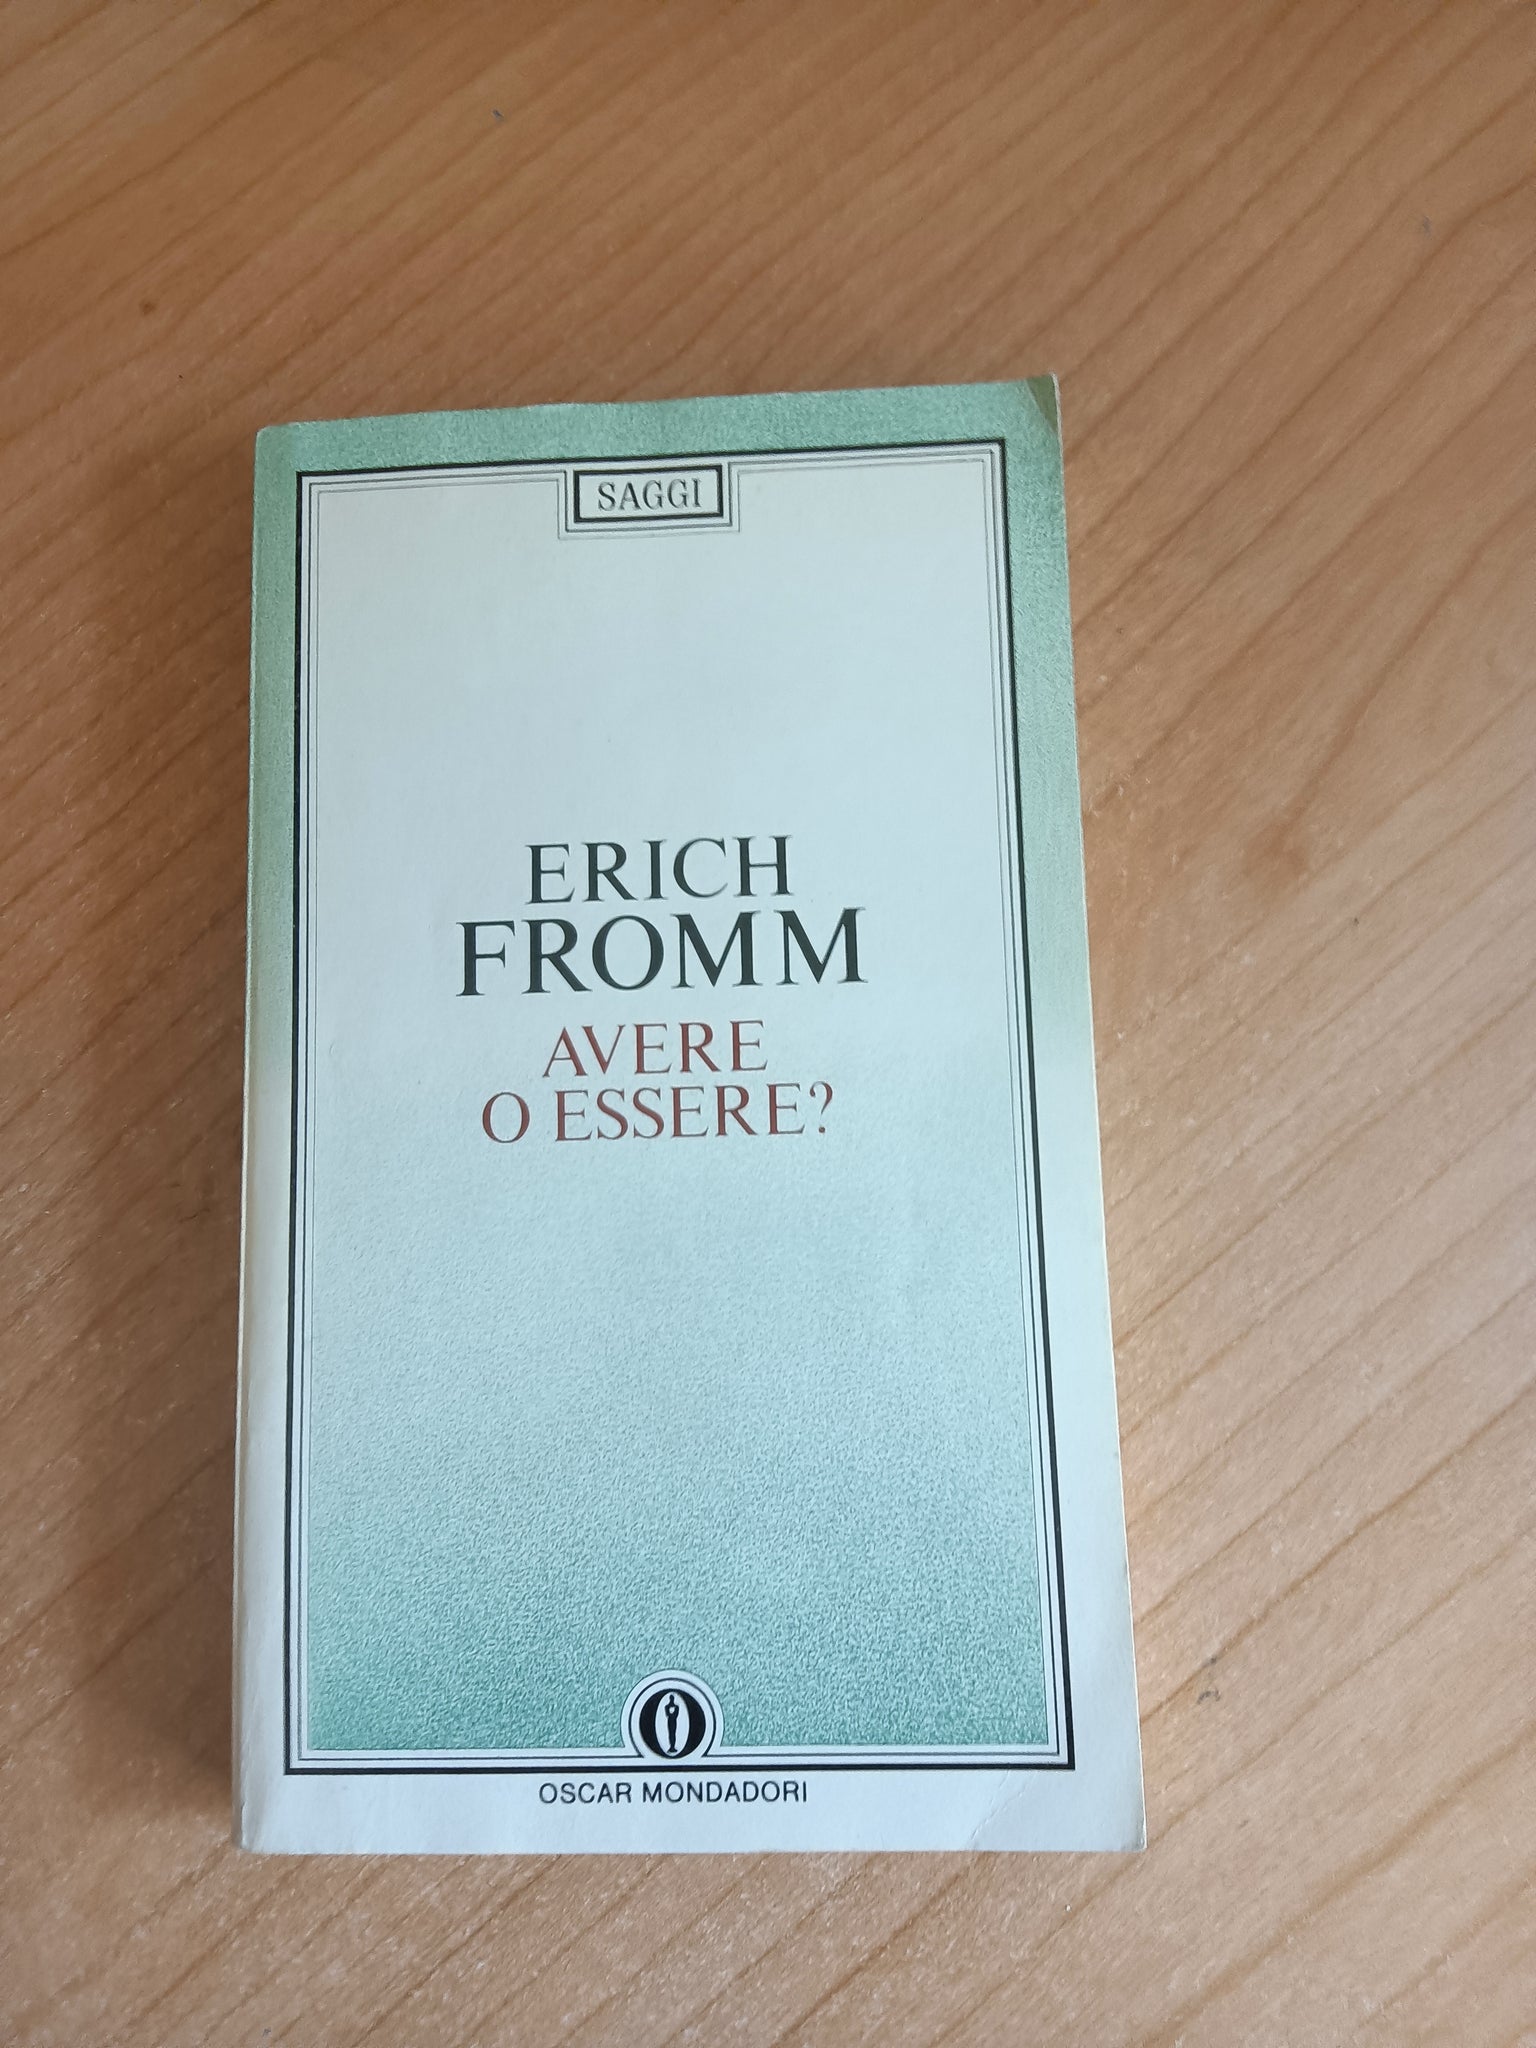 SAGGI
ERICH
FROMM
AVERE
O ESSERE?
OSCAR MONDADORI